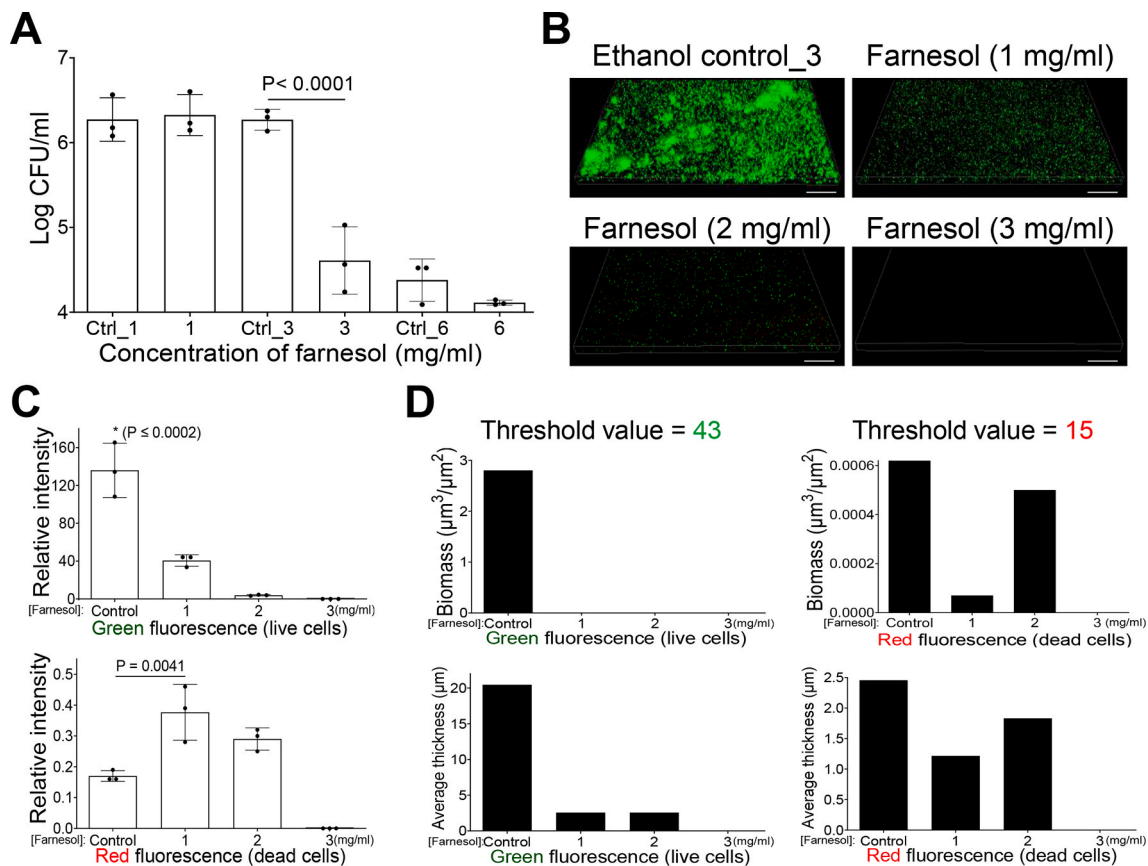 A
7
6
5
4
Log CFU/ml
P< 0.0001
Ctrl_1 1 Ctrl_3 3 Ctrl_6 6
Concentration of farnesol (mg/ml)
B
Ethanol control_3
Farnesol (1 mg/ml)
Farnesol (2 mg/ml)
Farnesol (3 mg/ml)
C
* (P ≤ 0.0002)
160
120
80
40
0
Relative intensity
[Farnesol]: Control 1 2 3(mg/ml)
Green fluorescence (live cells)
P = 0.0041
0.5
0.4
0.3
0.2
0.1
0.0
Relative intensity
[Farnesol]: Control 1 2 3(mg/ml)
Red fluorescence (dead cells)
D
Threshold value = 43
3
2
1
0
Biomass (µm³/µm²)
[Farnesol]:Control 1 2 3 (mg/ml)
Green fluorescence (live cells)
Threshold value = 15
0.0006
0.0004
0.0002
0.0000
Biomass (µm³/µm²)
[Farnesol]: Control 1 2 3 (mg/ml)
Red fluorescence (dead cells)
20
15
10
5
0
Average thickness (µm)
[Farnesol]:Control 1 2 3(mg/ml)
Green fluorescence (live cells)
2.5
2.0
1.5
1.0
0.5
0.0
Average thickness (µm)
[Farnesol]: Control 1 2 3(mg/ml)
Red fluorescence (dead cells)